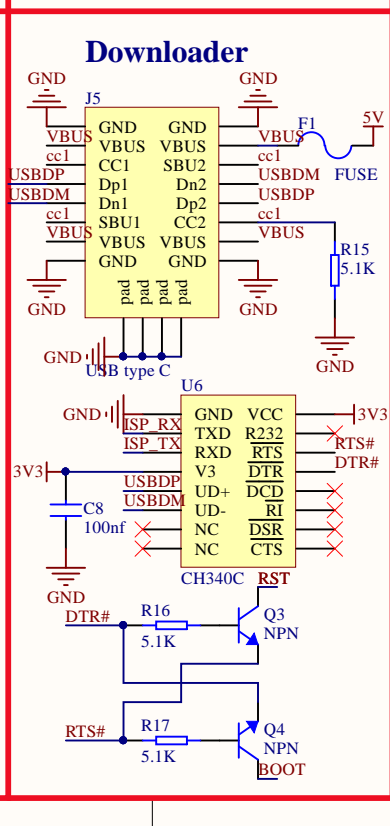 Downloader
GND GND
J5
5V
F1
GND GND
VBUS VBUS VBUS VBUS
cc1 CC1 SBU2 cc1
USBDP Dp1 Dn2 USBDM
FUSE
USBDM Dn1 Dp2 USBDP
cc1 SBU1 CC2 cc1
VBUS VBUS VBUS VBUS
R15
GND GND
5.1K
pad pad pad pad
GND GND
GND
GND
USB type C
U6
GND GND VCC 3V3
ISP_RX TXD R232
ISP_TX RXD RTS RTS#
3V3 V3 DTR DTR#
USBDP UD+ DCD
USBDM UD- RI
C8
100nf
NC DSR
NC CTS
CH340C RST
GND
DTR# R16 Q3
5.1K NPN
RTS# R17 Q4
5.1K NPN
BOOT